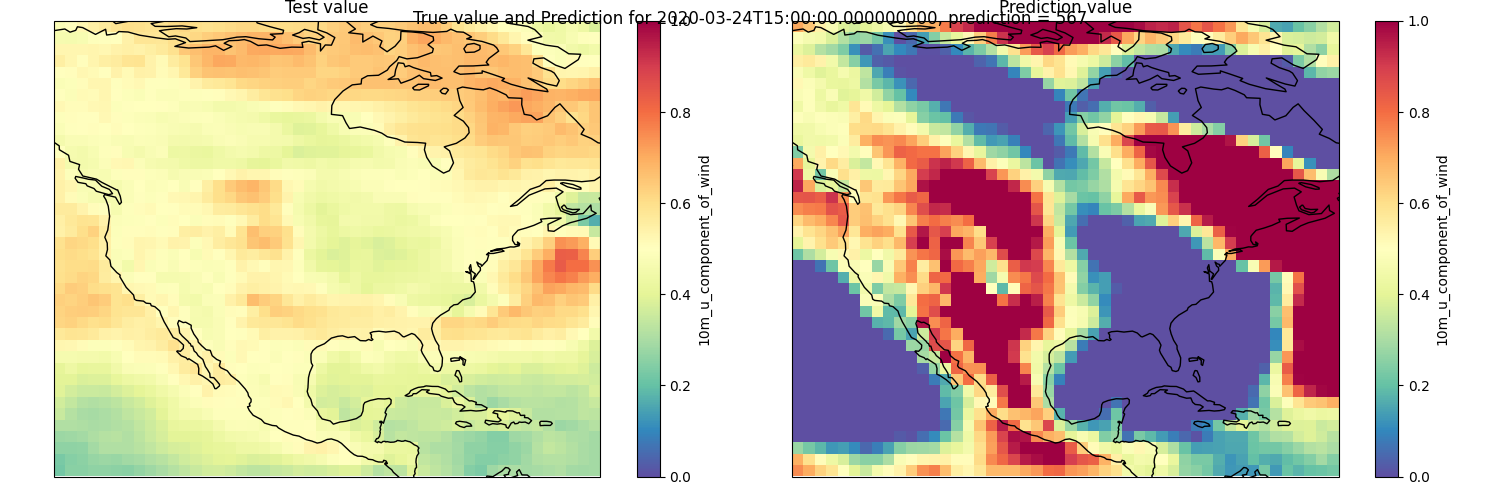 Test value
Prediction value
True value and Prediction for 2020-03-24T15:00:00.000000000, prediction = 567
1.0
0.8
0.6
0.4
0.2
0.0
10m_u_component_of_wind
1.0
0.8
0.6
0.4
0.2
0.0
10m_u_component_of_wind